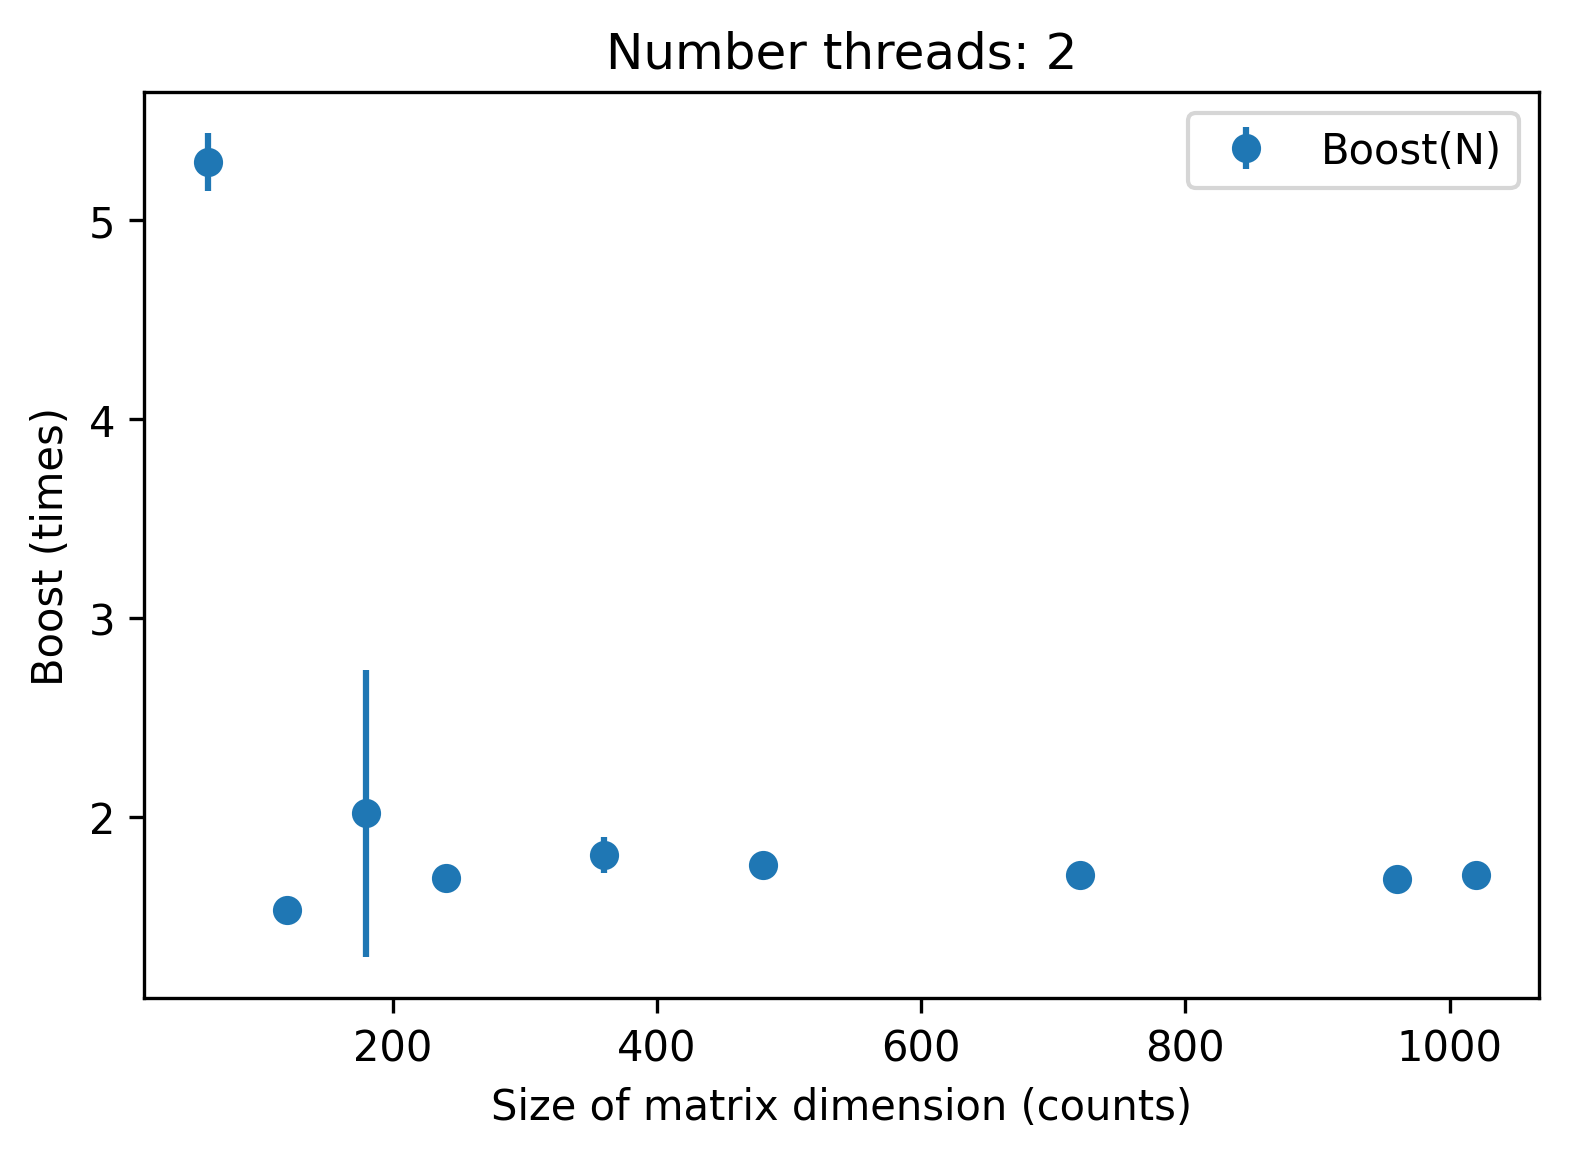 Number threads: 2
Boost(N)
Boost (times)
5
4
3
2
200 400 600 800 1000
Size of matrix dimension (counts)